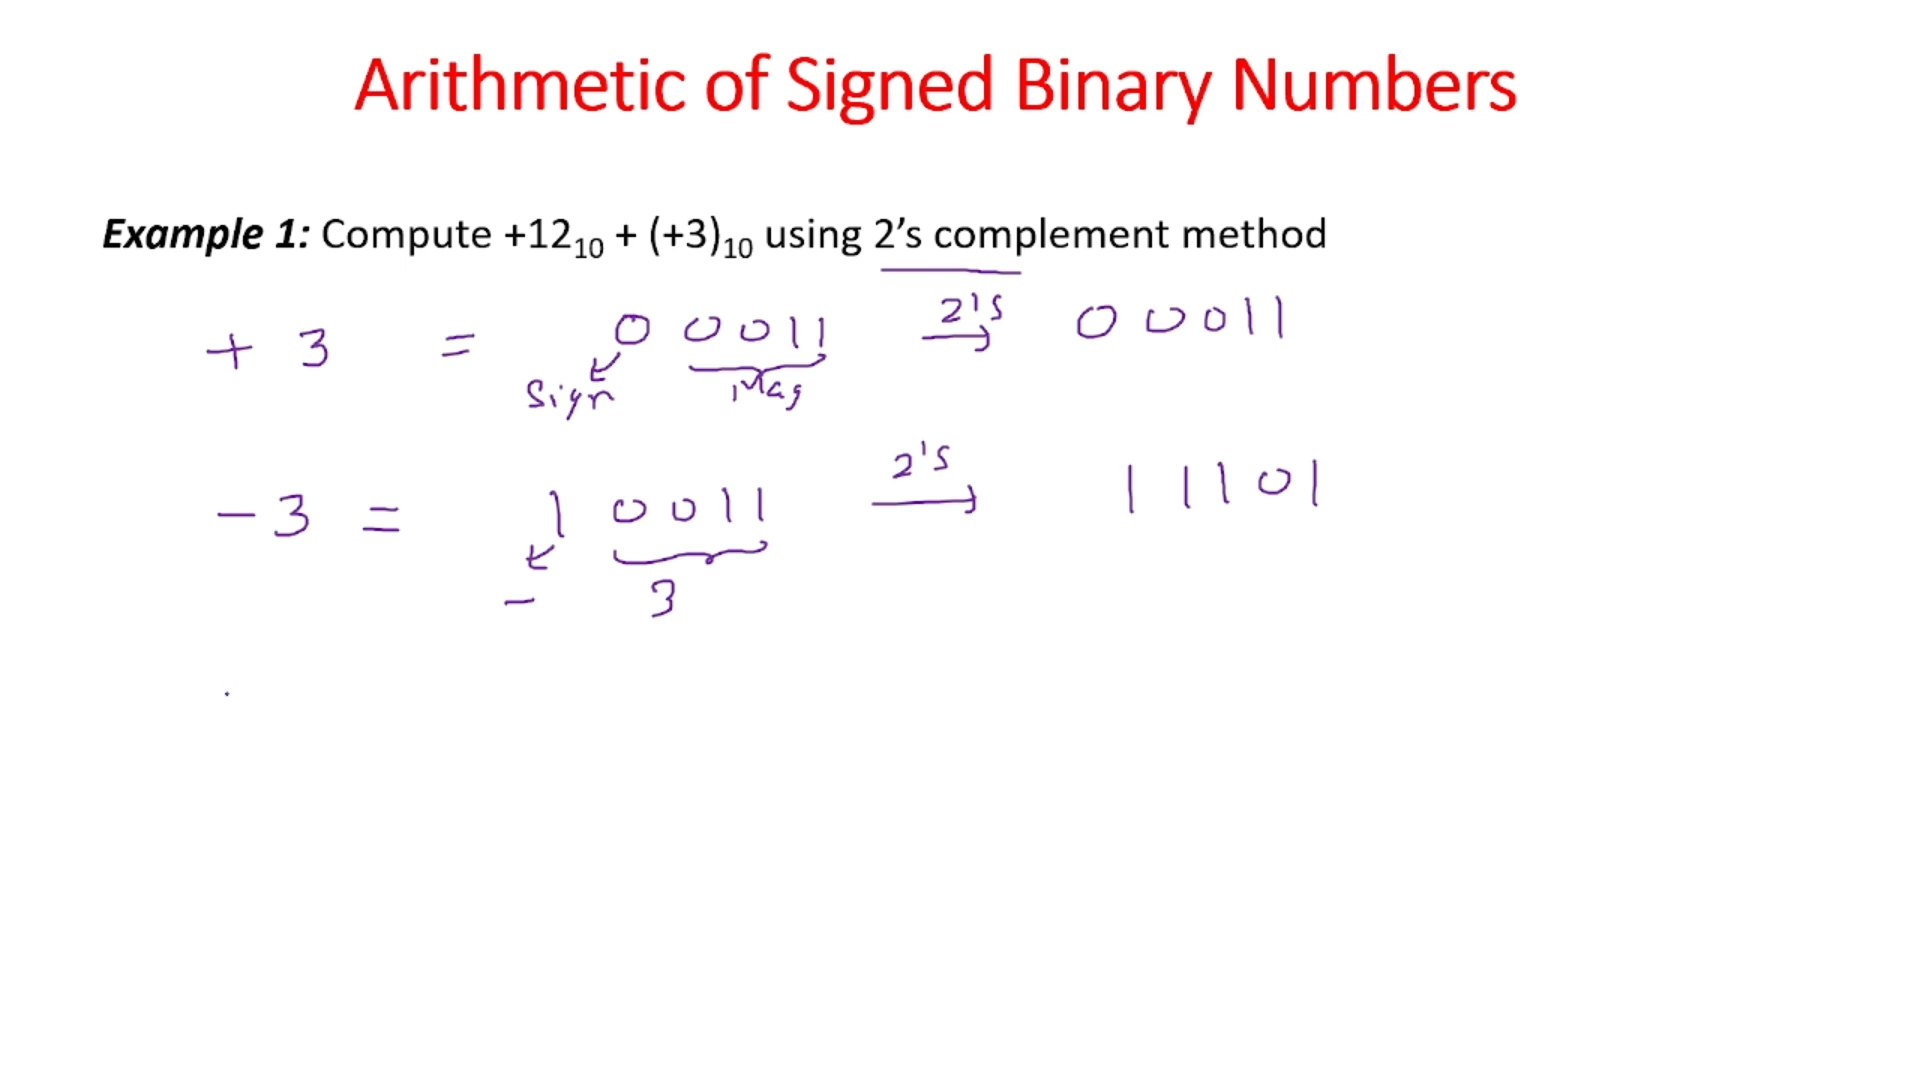 Arithmetic of Signed Binary Numbers
Example 1: Compute +12₁₀ + (+3)₁₀ using 2’s complement method
+ 3 = 0 0011 2's 0 0011
Sign Mag
- 3 = 1 0011 2's 1 1101
- 3